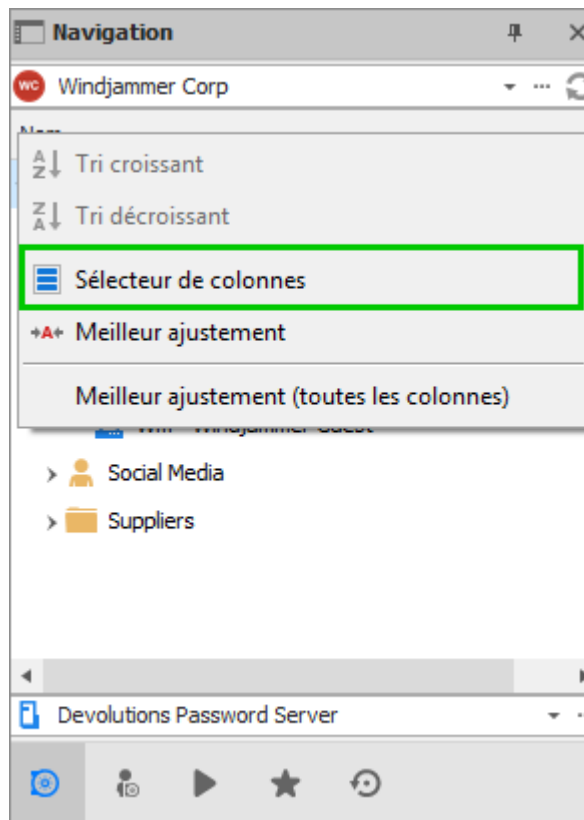 Navigation
WC Windjammer Corp
Tri croissant
Tri décroissant
Sélecteur de colonnes
Meilleur ajustement
Meilleur ajustement (toutes les colonnes)
Social Media
Suppliers
Devolutions Password Server